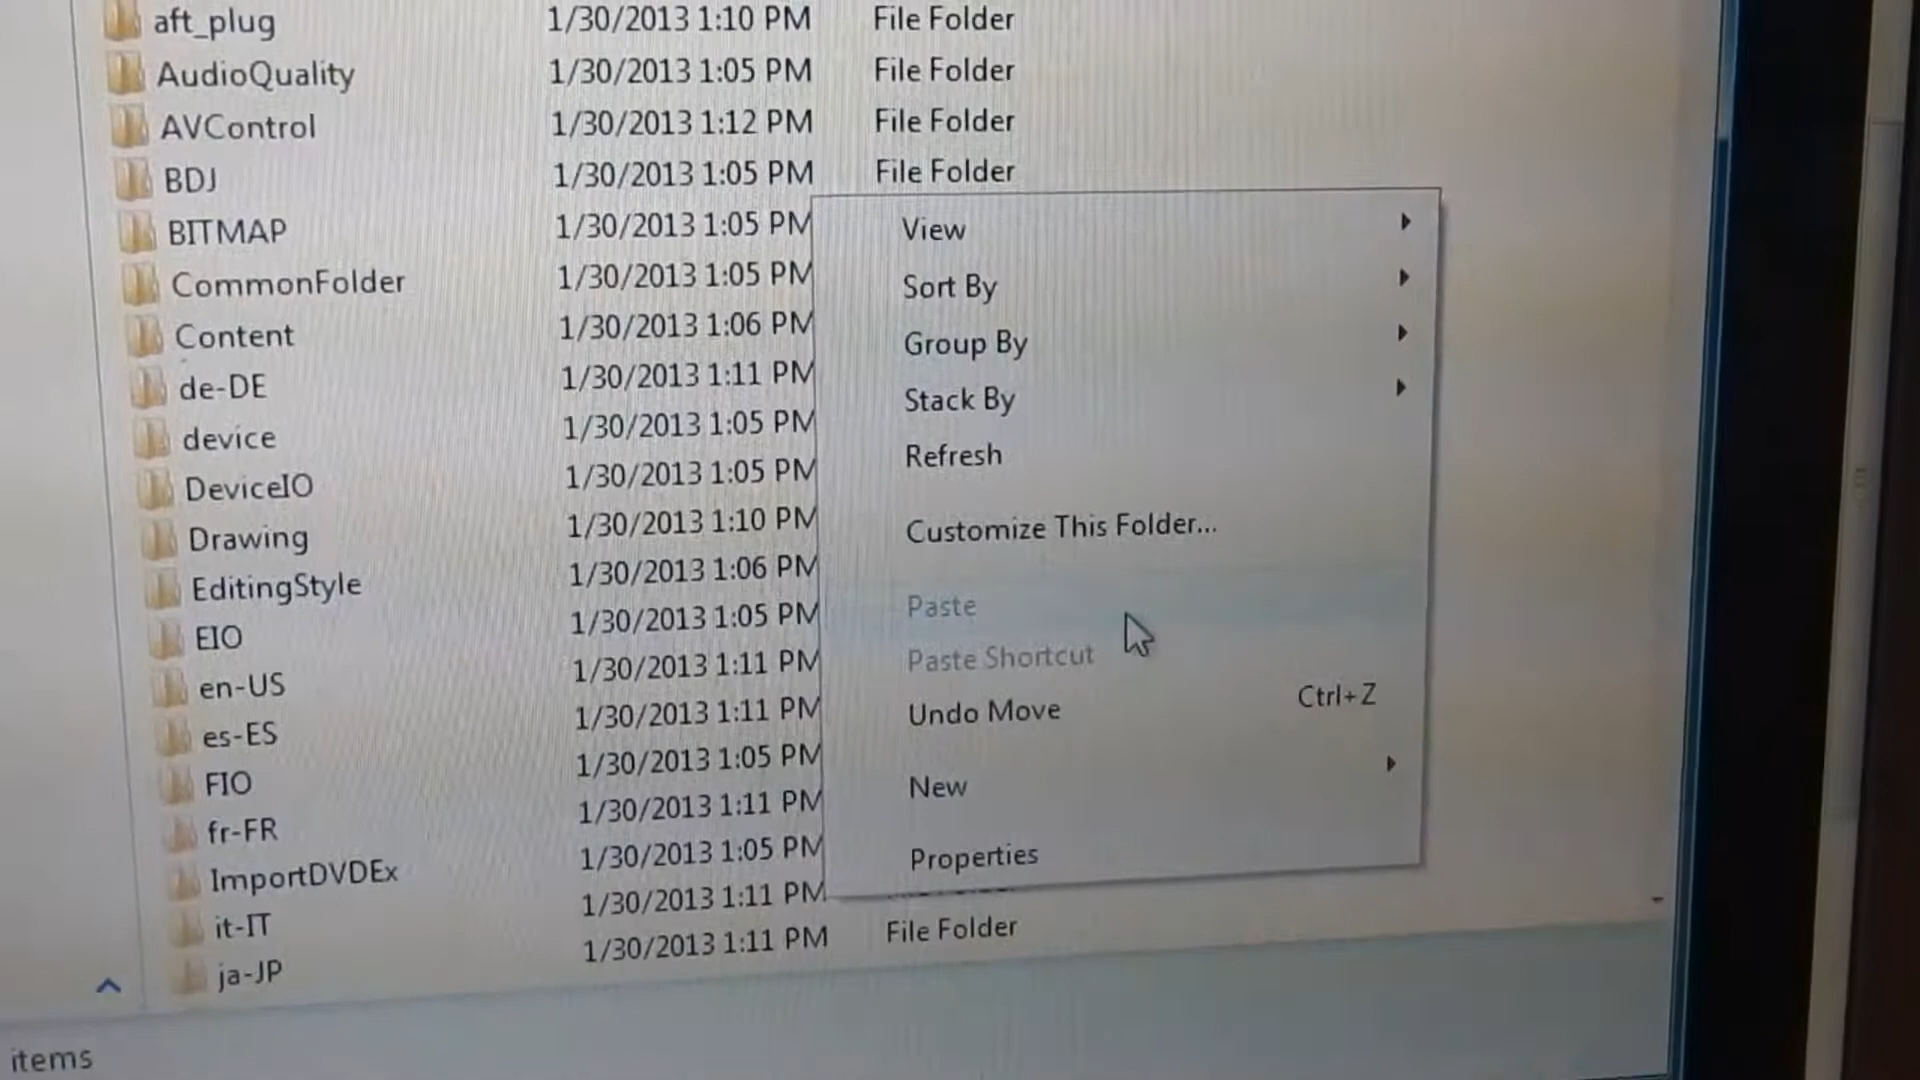 aft_plug 1/30/2013 1:10 PM File Folder
AudioQuality 1/30/2013 1:05 PM File Folder
AVControl 1/30/2013 1:12 PM File Folder
BDJ 1/30/2013 1:05 PM File Folder
BITMAP 1/30/2013 1:05 PM
CommonFolder 1/30/2013 1:05 PM
Content 1/30/2013 1:06 PM
de-DE 1/30/2013 1:11 PM
device 1/30/2013 1:05 PM
DeviceIO 1/30/2013 1:05 PM
Drawing 1/30/2013 1:10 PM
EditingStyle 1/30/2013 1:06 PM
EIO 1/30/2013 1:05 PM
en-US 1/30/2013 1:11 PM
es-ES 1/30/2013 1:11 PM
FIO 1/30/2013 1:05 PM
fr-FR 1/30/2013 1:11 PM
ImportDVDEx 1/30/2013 1:05 PM
it-IT 1/30/2013 1:11 PM
ja-JP 1/30/2013 1:11 PM File Folder
View
Sort By
Group By
Stack By
Refresh
Customize This Folder...
Paste
Paste Shortcut
Undo Move Ctrl+Z
New
Properties
items